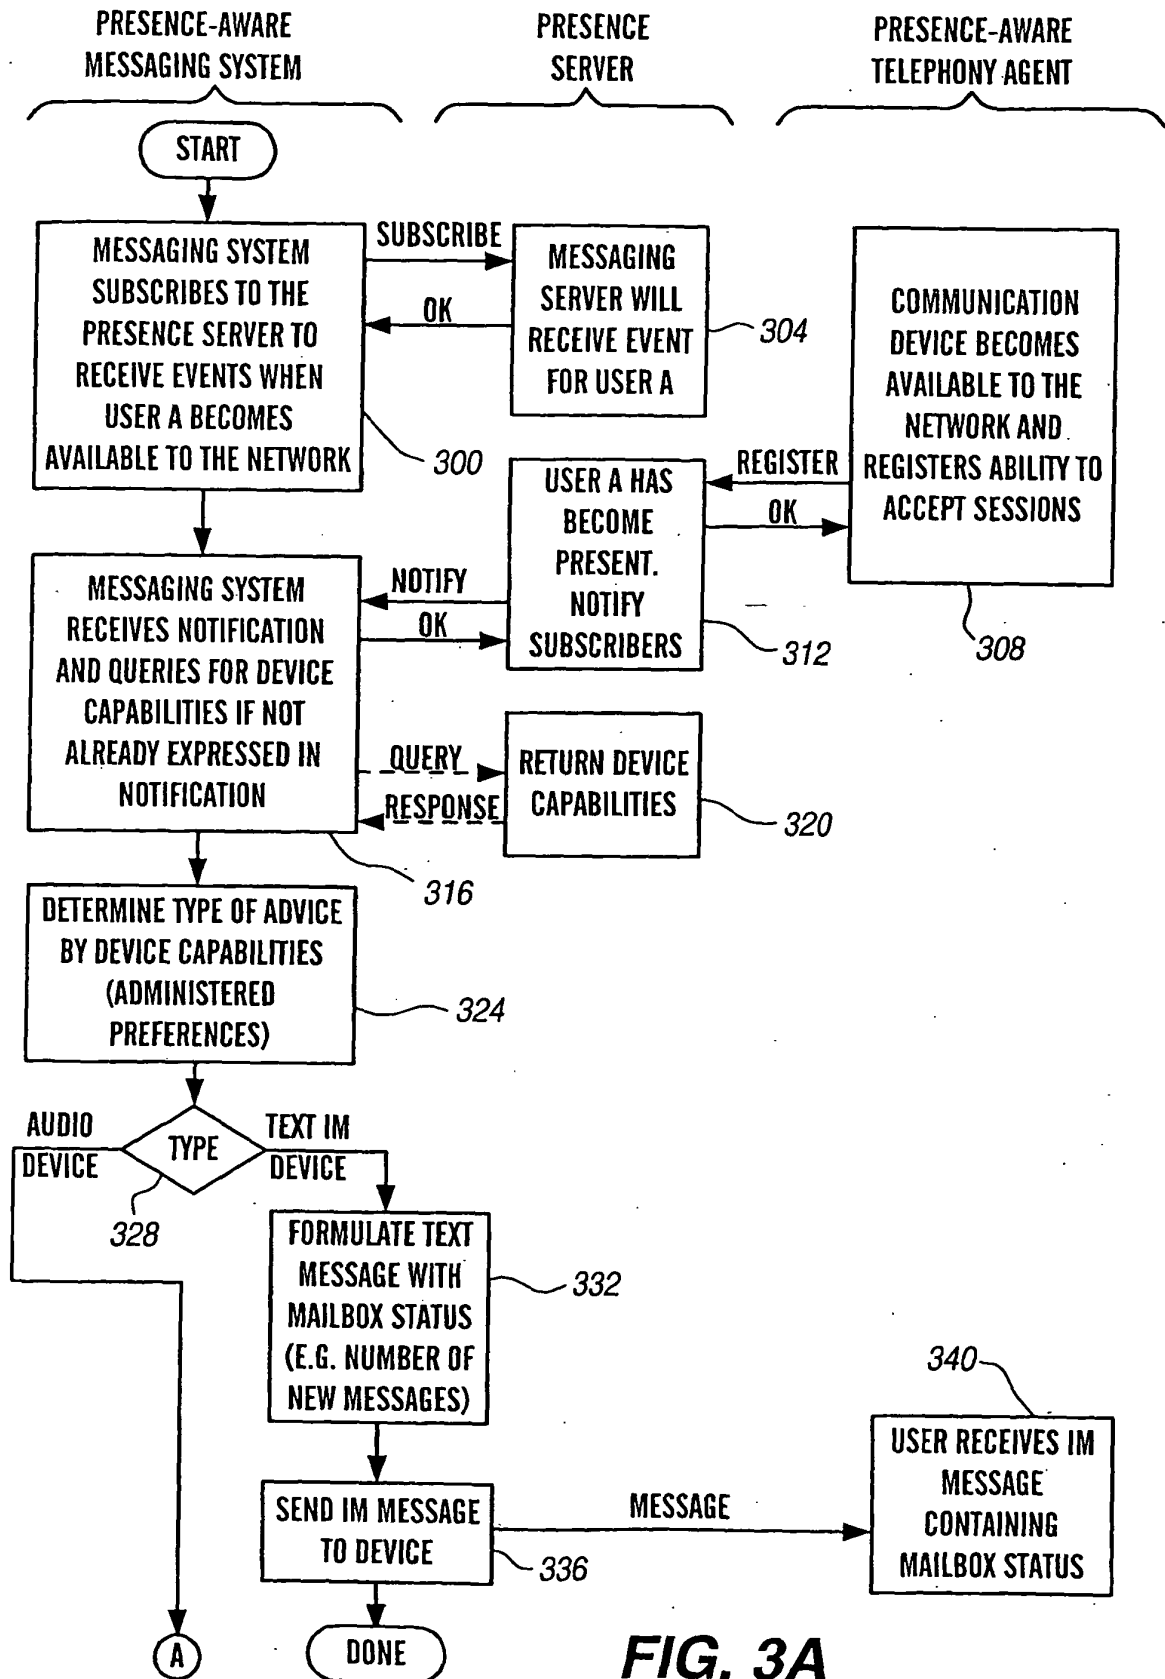 PRESENCE-AWARE
MESSAGING SYSTEM
PRESENCE
SERVER
PRESENCE-AWARE
TELEPHONY AGENT
START
MESSAGING SYSTEM
SUBSCRIBES TO THE
PRESENCE SERVER TO
RECEIVE EVENTS WHEN
USER A BECOMES
AVAILABLE TO THE NETWORK
300
SUBSCRIBE
OK
MESSAGING
SERVER WILL
RECEIVE EVENT
FOR USER A
304
COMMUNICATION
DEVICE BECOMES
AVAILABLE TO THE
NETWORK AND
REGISTERS ABILITY TO
ACCEPT SESSIONS
308
REGISTER
OK
USER A HAS
BECOME
PRESENT.
NOTIFY
SUBSCRIBERS
312
NOTIFY
OK
MESSAGING SYSTEM
RECEIVES NOTIFICATION
AND QUERIES FOR DEVICE
CAPABILITIES IF NOT
ALREADY EXPRESSED IN
NOTIFICATION
316
QUERY
RESPONSE
RETURN DEVICE
CAPABILITIES
320
DETERMINE TYPE OF ADVICE
BY DEVICE CAPABILITIES
(ADMINISTERED
PREFERENCES)
324
AUDIO
DEVICE
TYPE
TEXT IM
DEVICE
328
FORMULATE TEXT
MESSAGE WITH
MAILBOX STATUS
(E.G. NUMBER OF
NEW MESSAGES)
332
SEND IM MESSAGE
TO DEVICE
336
MESSAGE
340
USER RECEIVES IM
MESSAGE
CONTAINING
MAILBOX STATUS
A
DONE
FIG. 3A